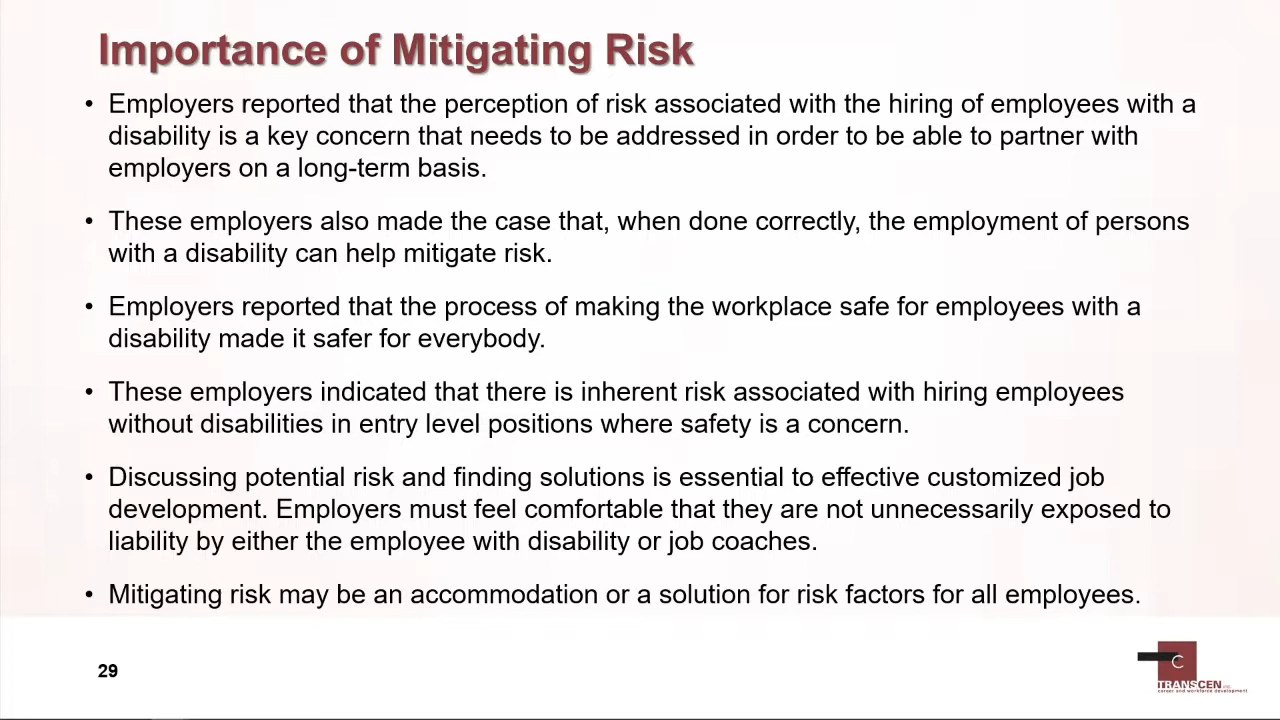 Importance of Mitigating Risk
• Employers reported that the perception of risk associated with the hiring of employees with a
disability is a key concern that needs to be addressed in order to be able to partner with
employers on a long-term basis.
• These employers also made the case that, when done correctly, the employment of persons
with a disability can help mitigate risk.
• Employers reported that the process of making the workplace safe for employees with a
disability made it safer for everybody.
• These employers indicated that there is inherent risk associated with hiring employees
without disabilities in entry level positions where safety is a concern.
• Discussing potential risk and finding solutions is essential to effective customized job
development. Employers must feel comfortable that they are not unnecessarily exposed to
liability by either the employee with disability or job coaches.
• Mitigating risk may be an accommodation or a solution for risk factors for all employees.
29
C
TRANSCEN
career and workforce development